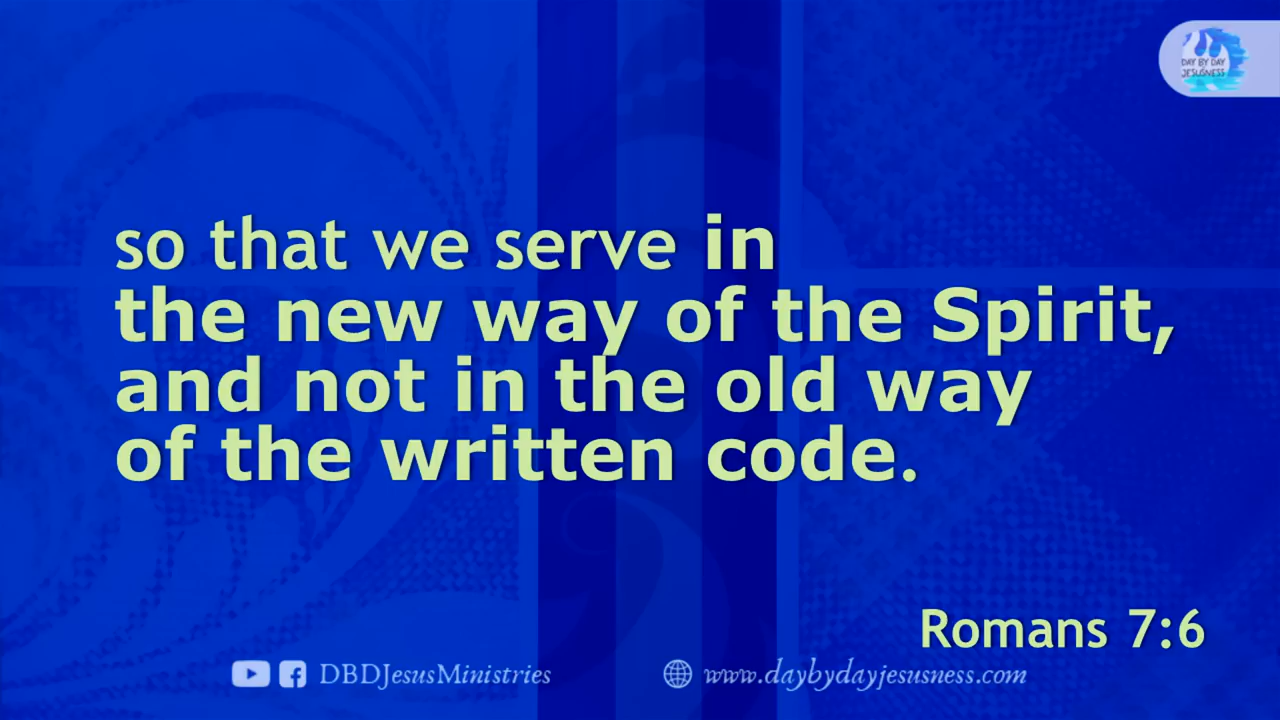 DAY BY DAY
JESUSNESS
so that we serve in
the new way of the Spirit,
and not in the old way
of the written code.
Romans 7:6
DBDJesusMinistries
www.daybydayjesusness.com